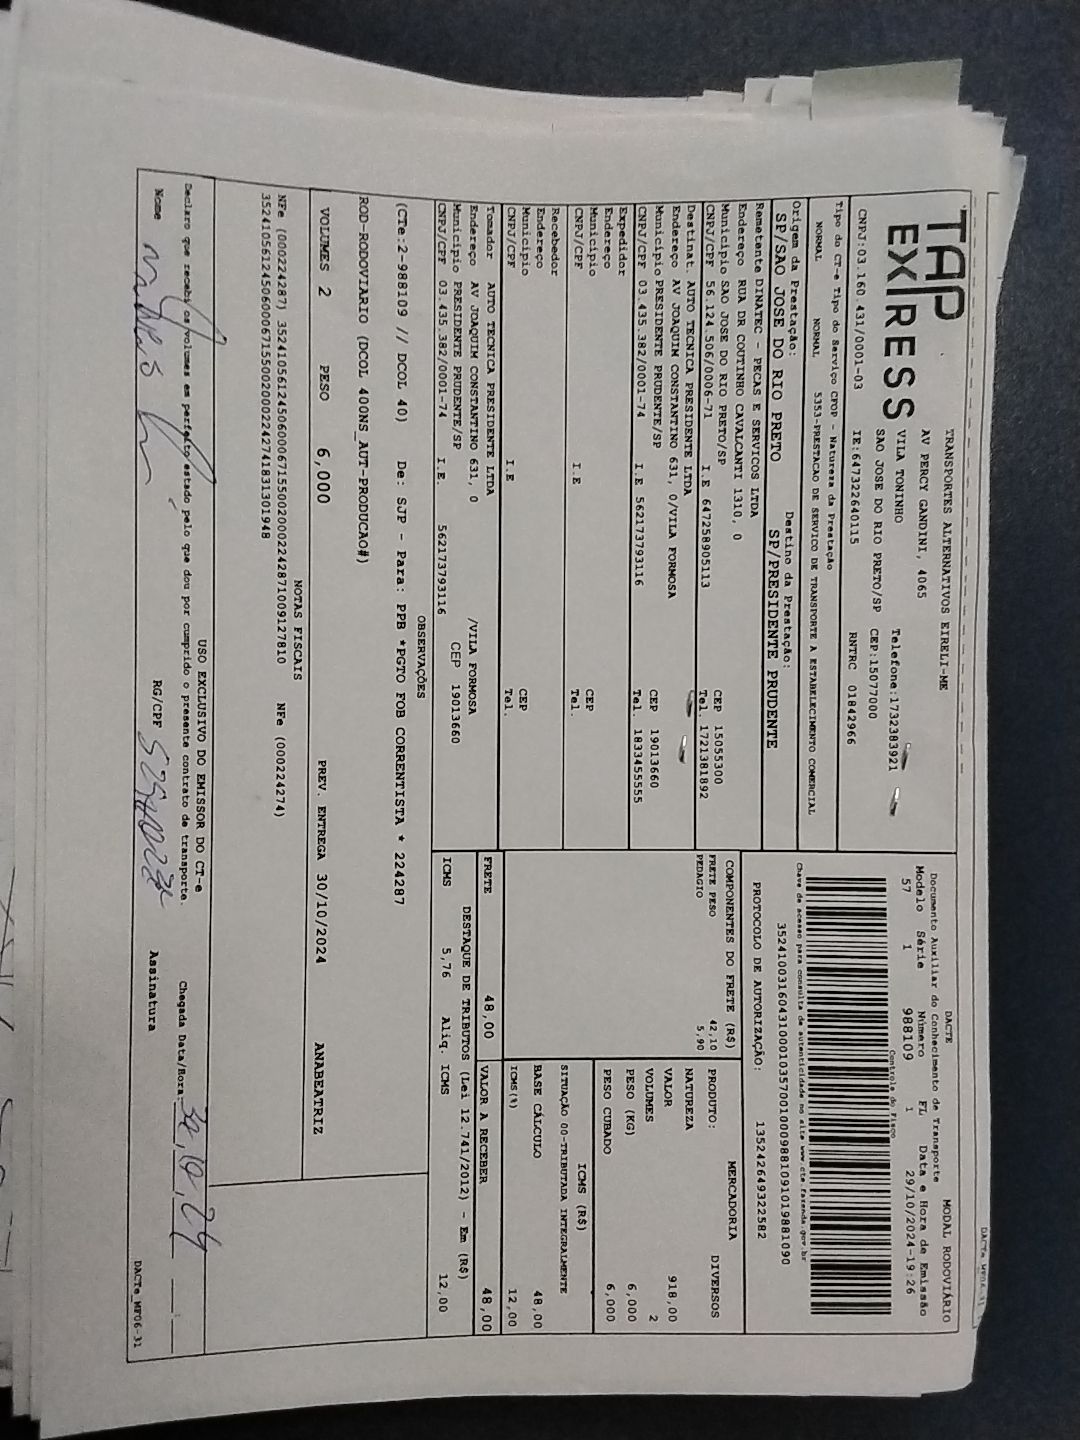 TAP EXPRESS
TRANSPORTES ALTERNATIVOS EIRELI-ME
AV PERCY GANDINI, 4065
VILA TONINHO Telefone:1732383921
SAO JOSE DO RIO PRETO/SP CEP:15077000
CNPJ:03.160.431/0001-03 IE:647322640115 RNTRC 01842966
Tipo do CT-e Tipo do Serviço CFOP - Natureza da Prestação
NORMAL NORMAL 5353-PRESTACAO DE SERVICO DE TRANSPORTE A ESTABELECIMENTO COMERCIAL
Origem da Prestação: Destino da Prestação:
SP/SAO JOSE DO RIO PRETO SP/PRESIDENTE PRUDENTE
Remetente DINATEC - PECAS E SERVICOS LTDA
Endereço RUA DR COUTINHO CAVALCANTI 1310, 0
Municipio SAO JOSE DO RIO PRETO/SP CEP 15055300
CNPJ/CPF 56.124.506/0006-71 I.E 647258905113 Tel. 1721381892
Destinat. AUTO TECNICA PRESIDENTE LTDA
Endereço AV JOAQUIM CONSTANTINO 631, 0/VILA FORMOSA
Municipio PRESIDENTE PRUDENTE/SP CEP 19013660
CNPJ/CPF 03.435.382/0001-74 I.E 562173793116 Tel. 1833455555
Expedidor
Endereço
Municipio CEP
CNPJ/CPF I.E Tel.
Recebedor
Endereço
Municipio CEP
CNPJ/CPF I.E Tel.
Tomador AUTO TECNICA PRESIDENTE LTDA
Endereço AV JOAQUIM CONSTANTINO 631, 0 /VILA FORMOSA
Municipio PRESIDENTE PRUDENTE/SP CEP 19013660
CNPJ/CPF 03.435.382/0001-74 I.E. 562173793116
DACTE MODAL RODOVIÁRIO
Documento Auxiliar do Conhecimento de Transporte
Modelo Série Número FL Data e Hora de Emissão
57 1 988109 1 29/10/2024-19:26
Controle do Fisco
Chave de acesso para consulta de autenticidade no site www.cte.fazenda.gov.br
PROTOCOLO DE AUTORIZAÇÃO: 135242649322582
COMPONENTES DO FRETE (R$)
FRETE PESO 42,10
PEDAGIO 5,90
MERCADORIA
PRODUTO: DIVERSOS
NATUREZA
VALOR 918,00
VOLUMES 2
PESO (KG) 6,000
PESO CUBADO 6,000
ICMS (R$)
SITUAÇÃO 00-TRIBUTADA INTEGRALMENTE
BASE CÁLCULO 48,00
ICMS(%) 12,00
FRETE 48,00 VALOR A RECEBER 48,00
DESTAQUE DE TRIBUTOS (Lei 12.741/2012) - Em (R$)
ICMS 5,76 Aliq. ICMS 12,00
OBSERVAÇÕES
(CTe:2-988109 // DCOL 40) De: SJP - Para: PPB *PGTO FOB CORRENTISTA * 224287
ROD-RODOVIARIO (DCOL 400NS_AUT-PRODUCAO#)
VOLUMES 2 PESO 6,000 PREV. ENTREGA 30/10/2024 ANABEATRIZ
NOTAS FISCAIS
NFe (000224287) NFe (000224274)
USO EXCLUSIVO DO EMISSOR DO CT-e
Declaro que recebi os volumes em perfeito estado pelo que dou por cumprido o presente contrato de transporte. Chegada Data/Hora: 30,10,24 :
Nome RG/CPF Assinatura
DACTe_MF06-31